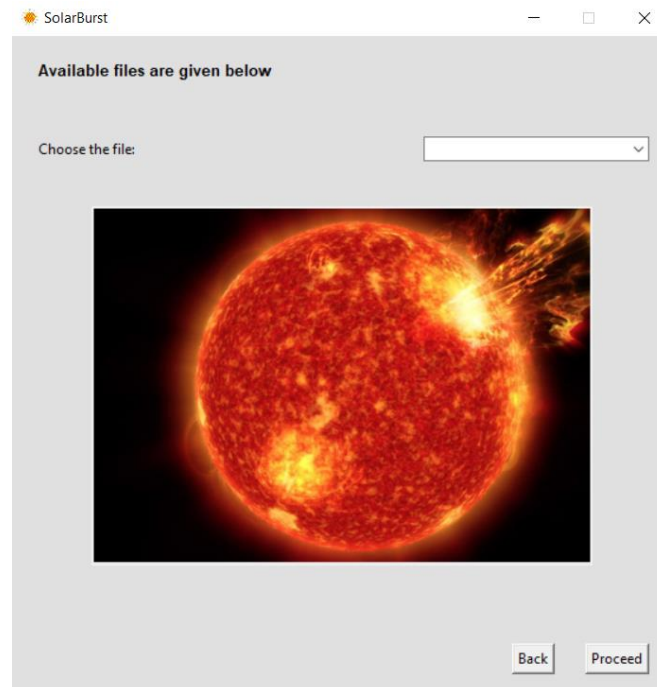 SolarBurst
Available files are given below
Choose the file:
Back
Proceed